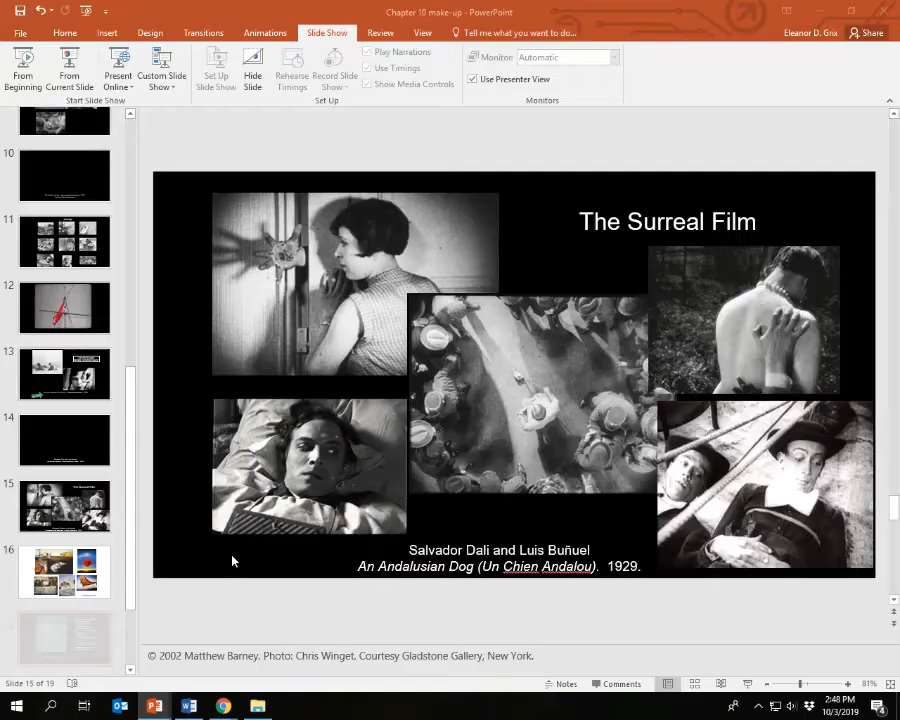 Chapter 10 make-up - PowerPoint
File Home Insert Design Transitions Animations Slide Show Review View Tell me what you want to do... Eleanor D. Grix Share
From Beginning
From Current Slide
Present Online
Custom Slide Show
Start Slide Show
Set Up Slide Show
Hide Slide
Rehearse Timings
Record Slide Show
Play Narrations
Use Timings
Show Media Controls
Set Up
Monitor: Automatic
Use Presenter View
Monitors
10
11
12
13
14
15
16
The Surreal Film
Salvador Dali and Luis Buñuel
An Andalusian Dog (Un Chien Andalou). 1929.
© 2002 Matthew Barney. Photo: Chris Winget. Courtesy Gladstone Gallery, New York.
Slide 15 of 19 Notes Comments 81%
2:48 PM
10/3/2019
4